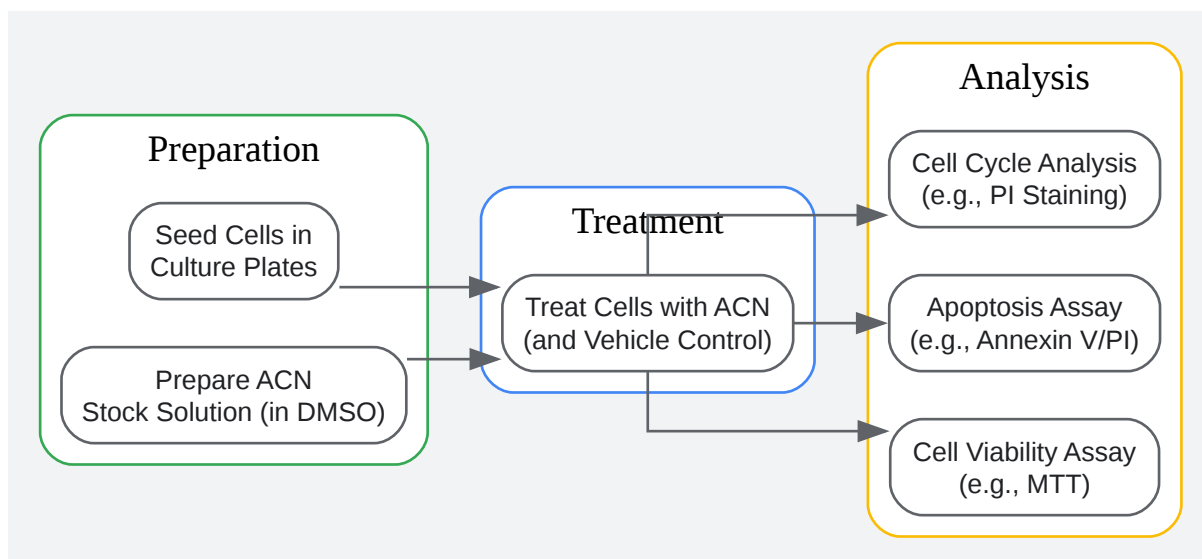 Preparation
Seed Cells in
Culture Plates
Prepare ACN
Stock Solution (in DMSO)
Treatment
Treat Cells with ACN
(and Vehicle Control)
Analysis
Cell Cycle Analysis
(e.g., PI Staining)
Apoptosis Assay
(e.g., Annexin V/PI)
Cell Viability Assay
(e.g., MTT)